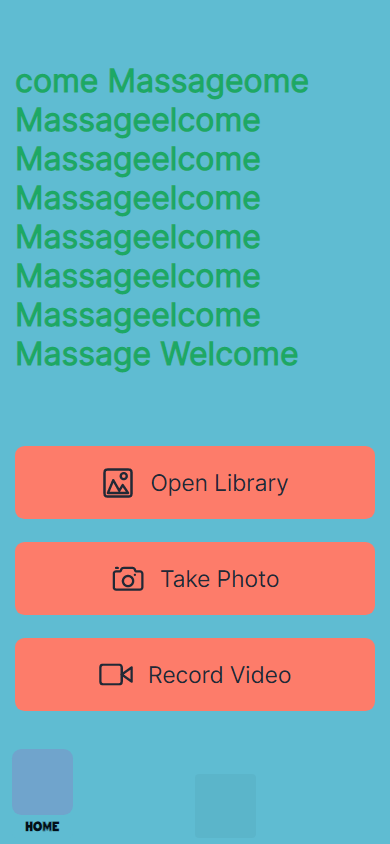 come Massageome
Massageelcome
Massageelcome
Massageelcome
Massageelcome
Massageelcome
Massageelcome
Massage Welcome
Open Library
Take Photo
Record Video
HOME